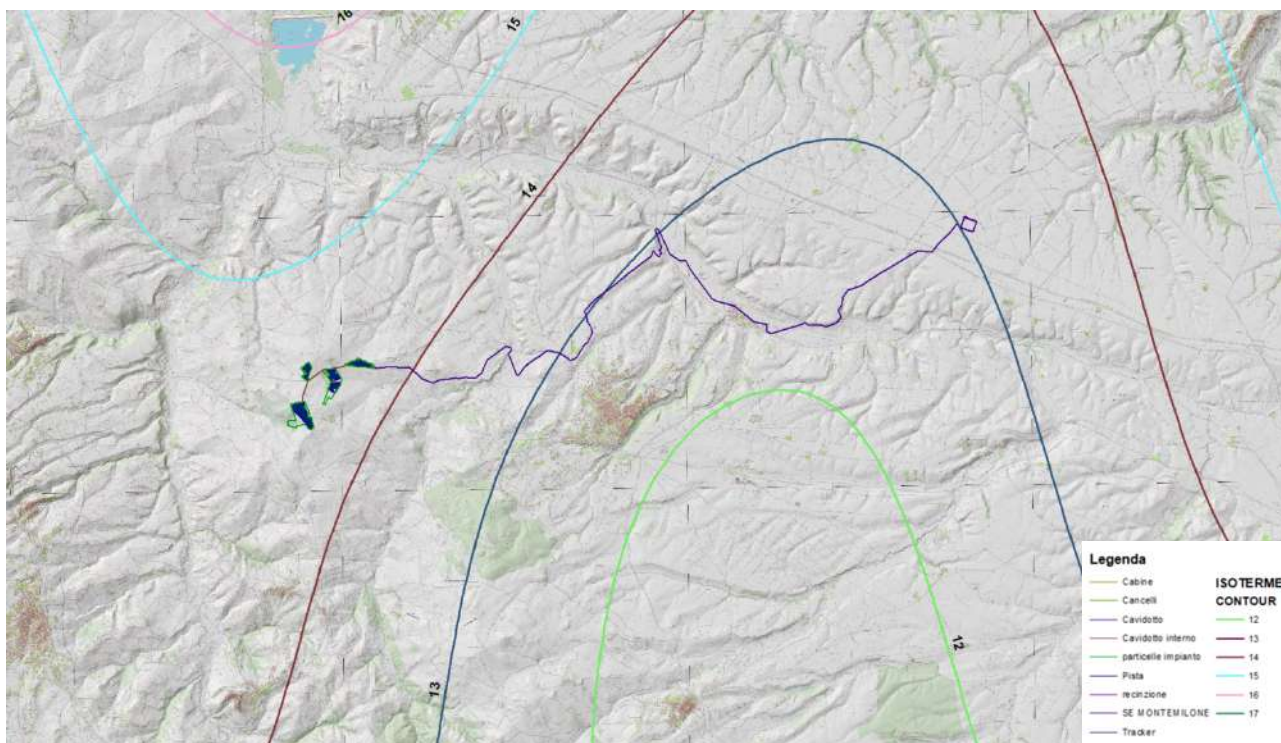 16
15
14
13
12
Legenda
Cabine
Cancelli
Cavidotto
Cavidotto interno
particelle impianto
Pista
recinzione
SE MONTEMILONE
Tracker
ISOTERME
CONTOUR
12
13
14
15
16
17